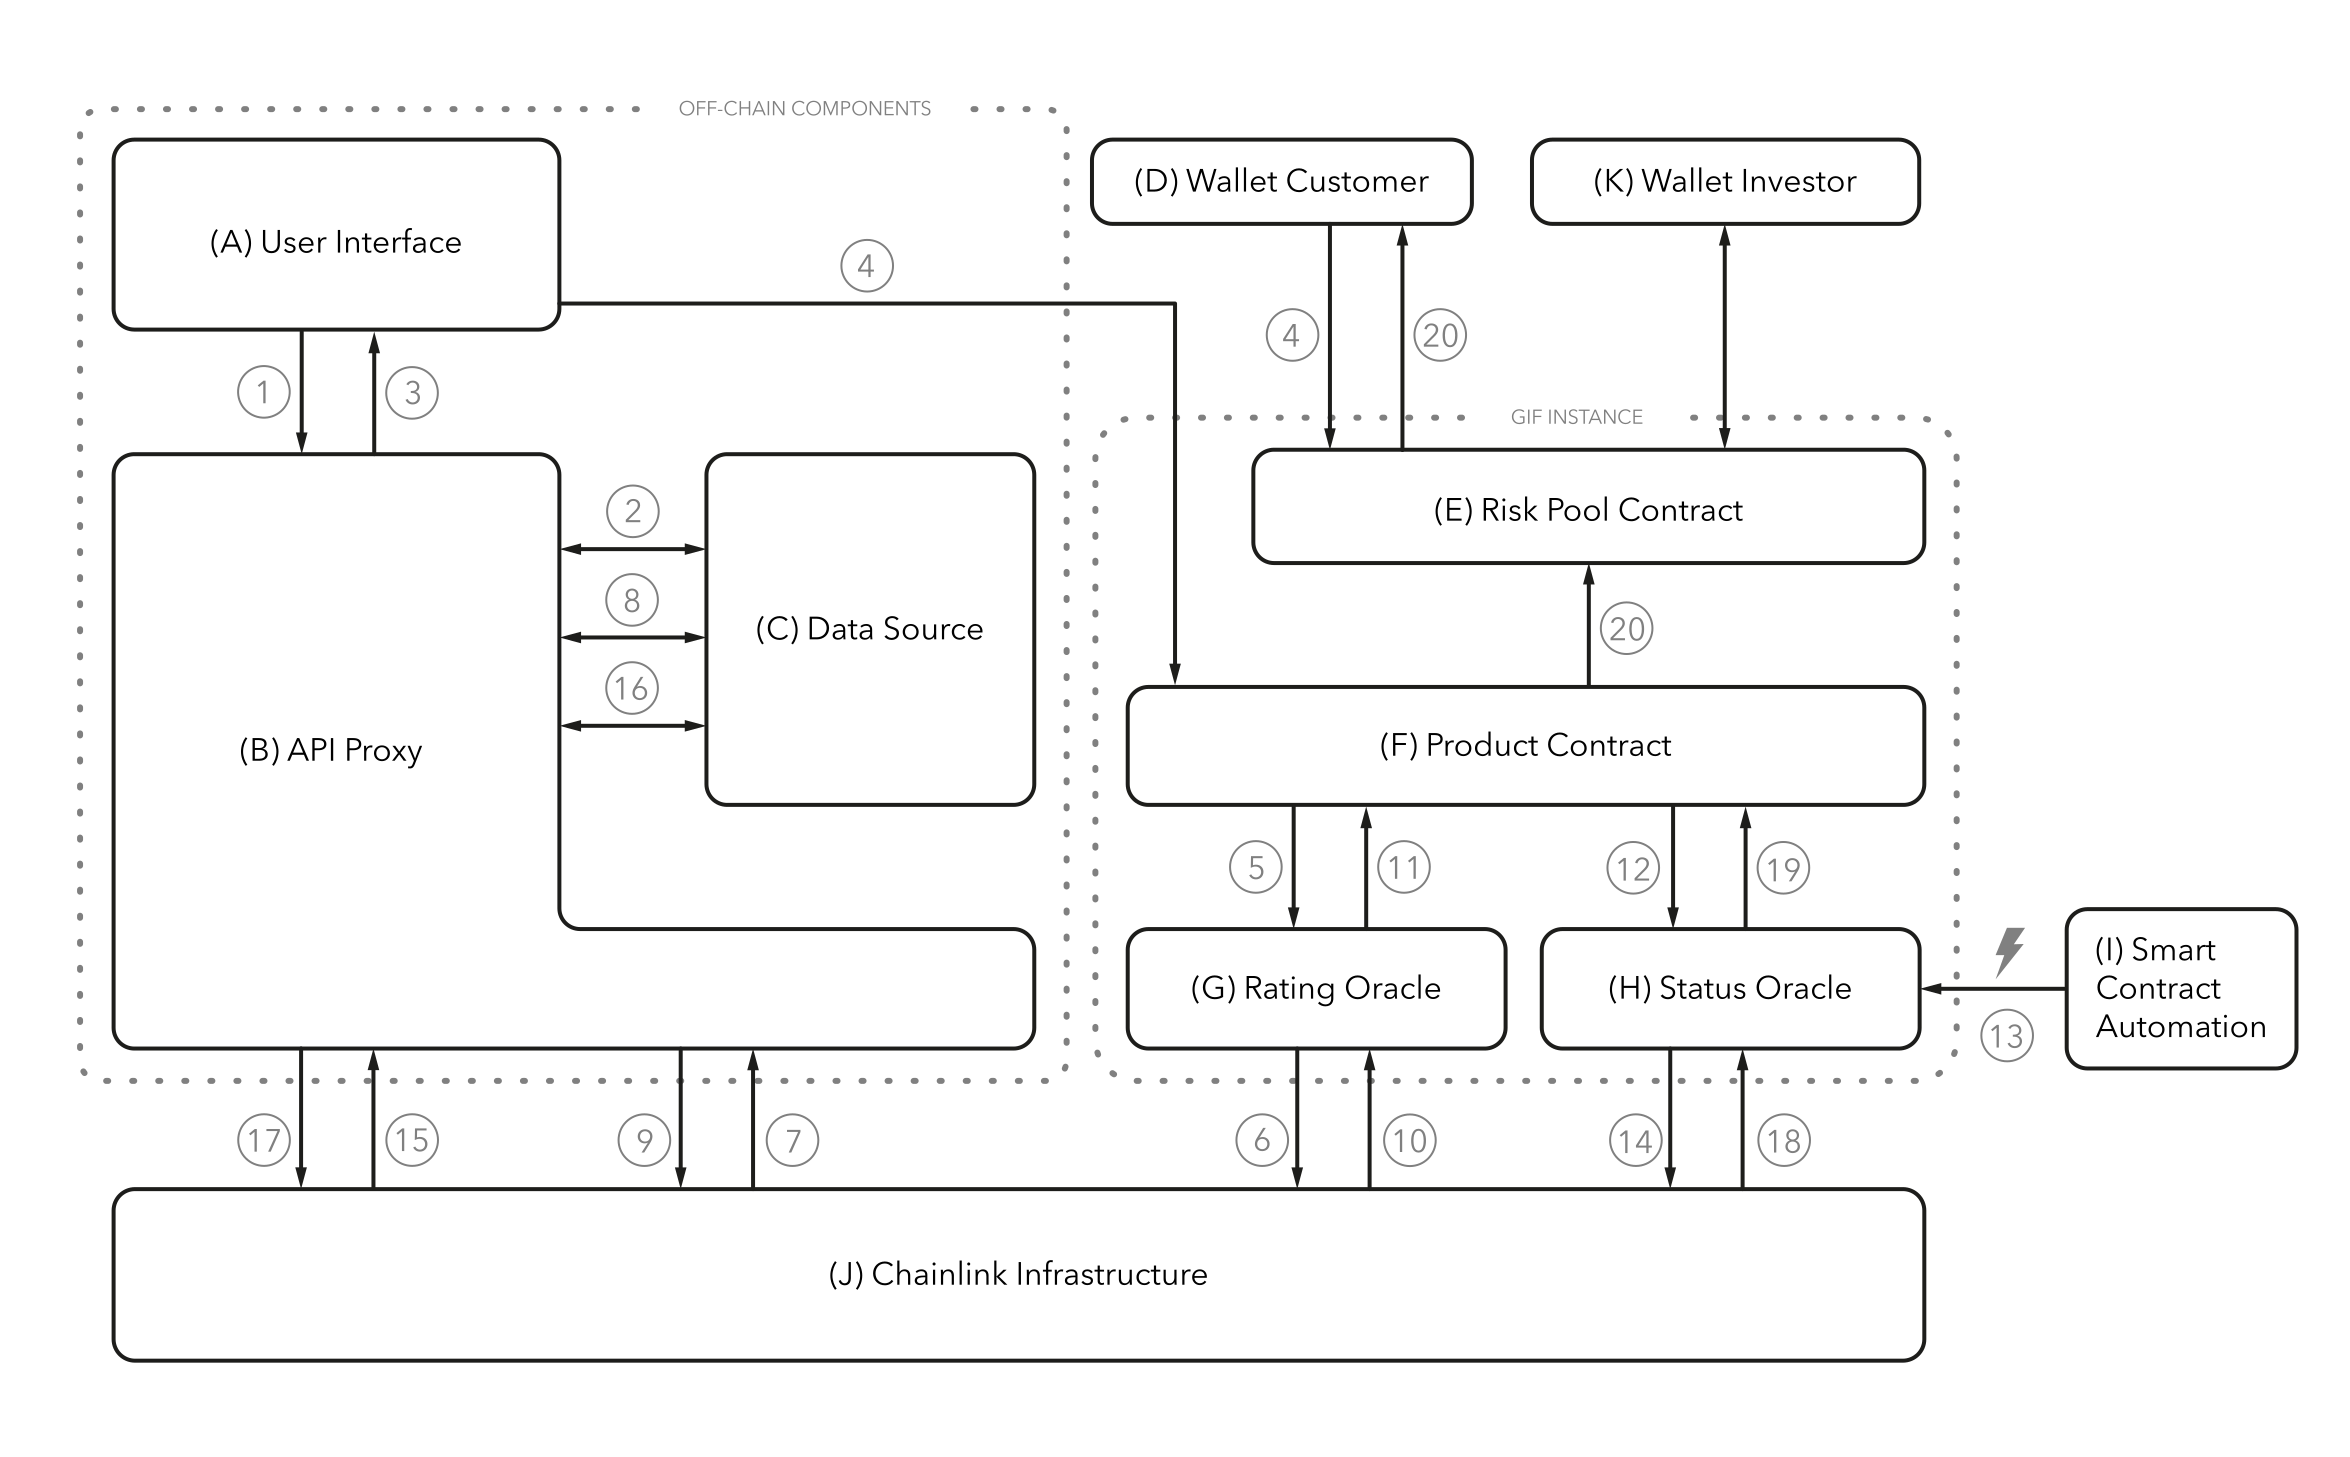 OFF-CHAIN COMPONENTS
(A) User Interface
(D) Wallet Customer
(K) Wallet Investor
4
4
20
1
3
GIF INSTANCE
2
8
16
(C) Data Source
(B) API Proxy
(E) Risk Pool Contract
20
(F) Product Contract
5
11
12
19
(G) Rating Oracle
(H) Status Oracle
(I) Smart
Contract
Automation
13
17
15
9
7
6
10
14
18
(J) Chainlink Infrastructure